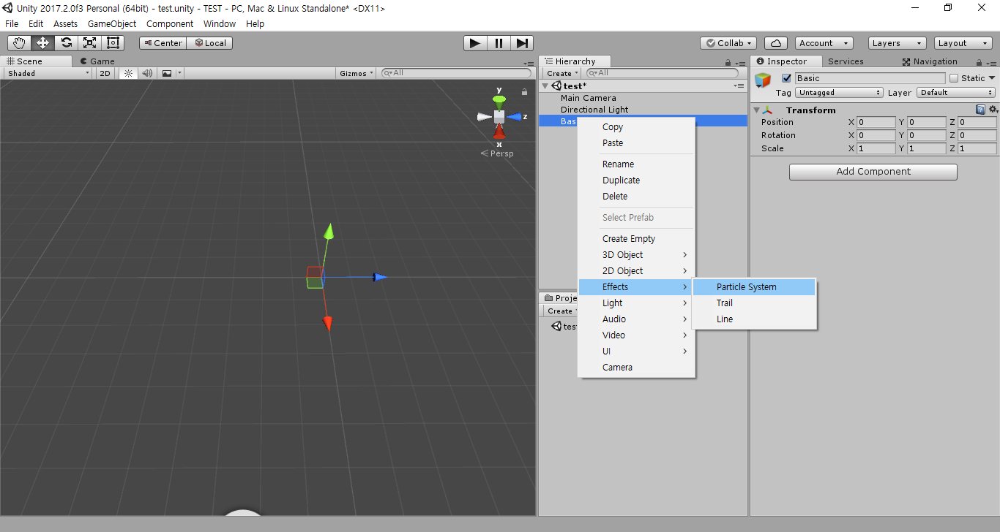 Unity 2017.2.0f3 Personal (64bit) - test.unity - TEST - PC, Mac & Linux Standalone* <DX11>
File Edit Assets GameObject Component Window Help
Center Local Collab Account Layers Layout
Scene Game
Shaded 2D Gizmos All
y
z
x
Persp
Hierarchy
Create All
test*
Main Camera
Directional Light
Bas
Copy
Paste
Rename
Duplicate
Delete
Select Prefab
Create Empty
3D Object
2D Object
Effects
Light
Audio
Video
UI
Camera
Particle System
Trail
Line
Proje
Create
tes
Inspector Services Navigation
Basic Static
Tag Untagged Layer Default
Transform
Position X 0 Y 0 Z 0
Rotation X 0 Y 0 Z 0
Scale X 1 Y 1 Z 1
Add Component